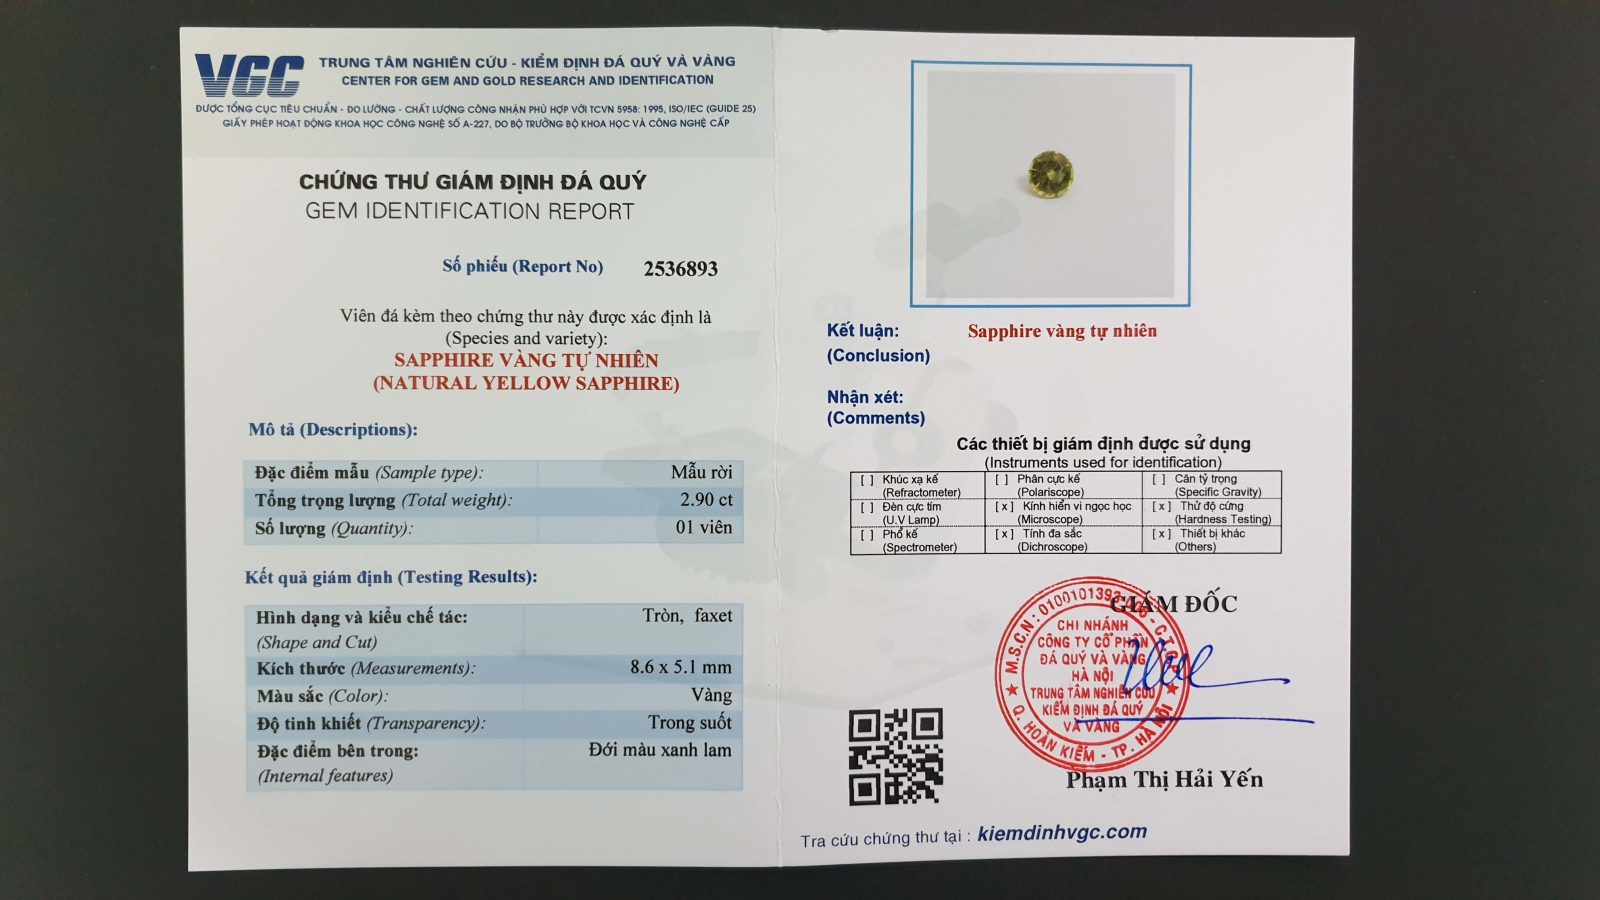 VGC
TRUNG TÂM NGHIÊN CỨU - KIỂM ĐỊNH ĐÁ QUÝ VÀ VÀNG
CENTER FOR GEM AND GOLD RESEARCH AND IDENTIFICATION
ĐƯỢC TỔNG CỤC TIÊU CHUẨN - ĐO LƯỜNG - CHẤT LƯỢNG CÔNG NHẬN PHÙ HỢP VỚI TCVN 5958: 1995, ISO/IEC (GUIDE 25)
GIẤY PHÉP HOẠT ĐỘNG KHOA HỌC CÔNG NGHỆ SỐ A-227, DO BỘ TRƯỞNG BỘ KHOA HỌC VÀ CÔNG NGHỆ CẤP
CHỨNG THƯ GIÁM ĐỊNH ĐÁ QUÝ
GEM IDENTIFICATION REPORT
Số phiếu (Report No) 2536893
Viên đá kèm theo chứng thư này được xác định là
(Species and variety):
SAPPHIRE VÀNG TỰ NHIÊN
(NATURAL YELLOW SAPPHIRE)
Mô tả (Descriptions):
Đặc điểm mẫu (Sample type): Mẫu rời
Tổng trọng lượng (Total weight): 2.90 ct
Số lượng (Quantity): 01 viên
Kết quả giám định (Testing Results):
Hình dạng và kiểu chế tác: Tròn, faxet
(Shape and Cut)
Kích thước (Measurements): 8.6 x 5.1 mm
Màu sắc (Color): Vàng
Độ tinh khiết (Transparency): Trong suốt
Đặc điểm bên trong: Đới màu xanh lam
(Internal features)
Kết luận: Sapphire vàng tự nhiên
(Conclusion)
Nhận xét:
(Comments)
Các thiết bị giám định được sử dụng
(Instruments used for identification)
[ ] Khúc xạ kế [ ] Phân cực kế [ ] Cân tỷ trọng
(Refractometer) (Polariscope) (Specific Gravity)
[ ] Đèn cực tím [ x ] Kính hiển vi ngọc học [ x ] Thử độ cứng
(U.V Lamp) (Microscope) (Hardness Testing)
[ ] Phổ kế [ x ] Tính đa sắc [ x ] Thiết bị khác
(Spectrometer) (Dichroscope) (Others)
GIÁM ĐỐC
M.S.C.N: 0100101393 - C.T.C.P
CHI NHÁNH
CÔNG TY CỔ PHẦN
ĐÁ QUÝ VÀ VÀNG
HÀ NỘI
TRUNG TÂM NGHIÊN CỨU
KIỂM ĐỊNH ĐÁ QUÝ
VÀ VÀNG
Q. HOÀN KIẾM - TP. HÀ NỘI
Phạm Thị Hải Yến
Tra cứu chứng thư tại : kiemdinhvgc.com